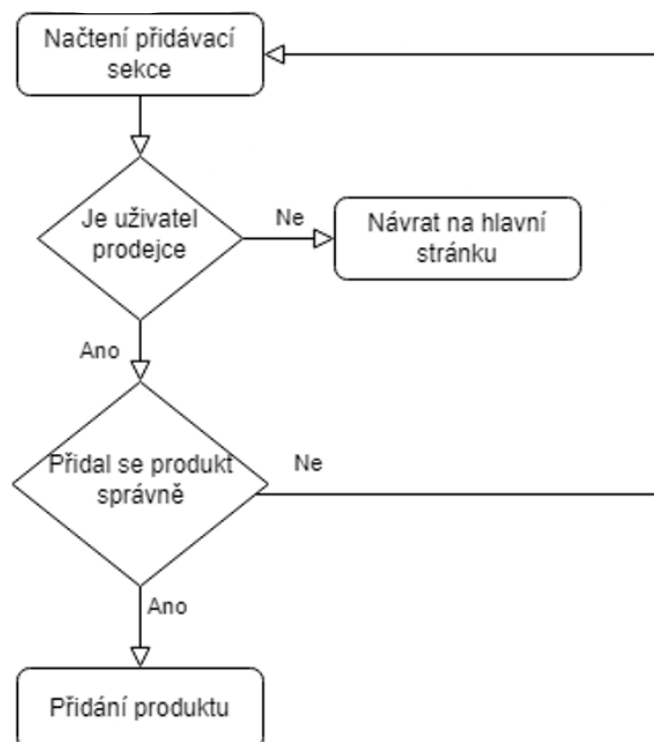 Načtení přidávací
sekce
Je uživatel
prodejce
Ne
Návrat na hlavní
stránku
Ano
Přidal se produkt
správně
Ne
Ano
Přidání produktu